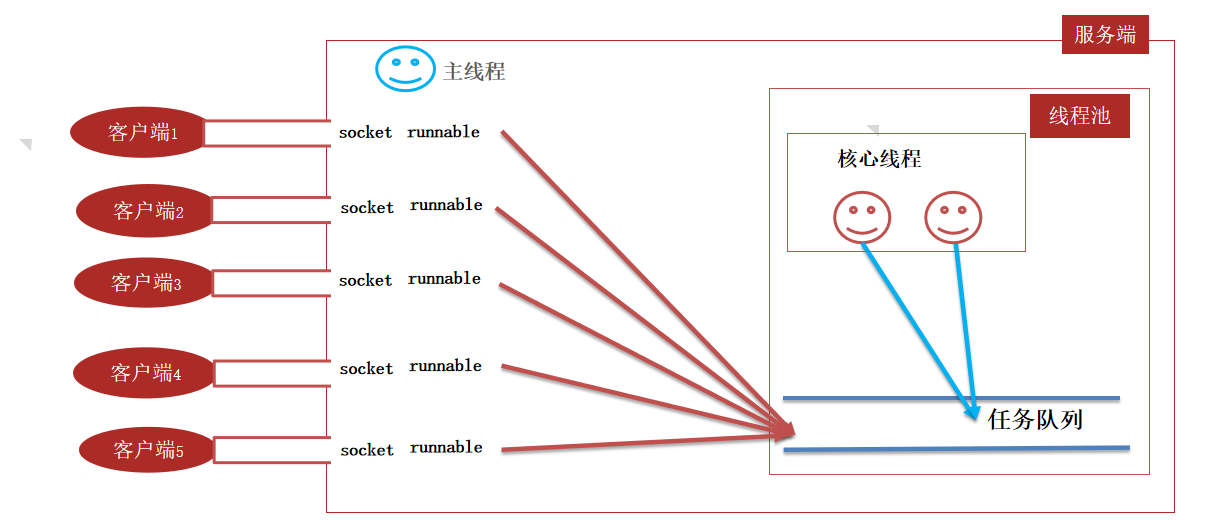 服务端
主线程
线程池
客户端1
socket runnable
核心线程
客户端2
socket runnable
客户端3
socket runnable
客户端4
socket runnable
任务队列
客户端5
socket runnable